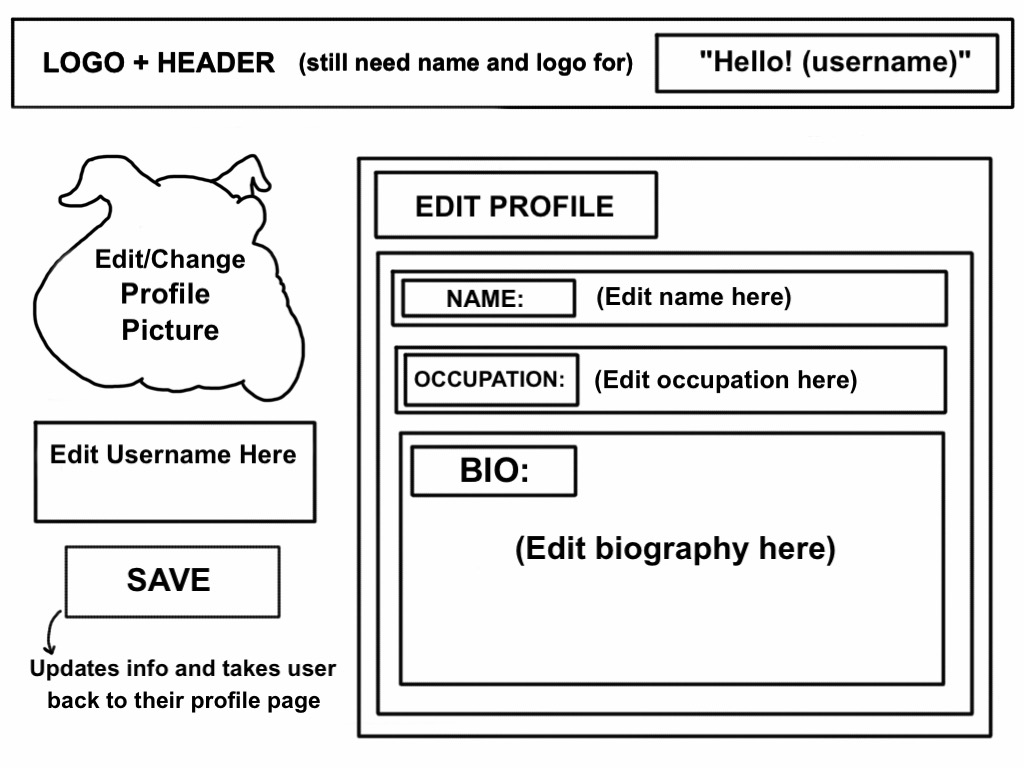 LOGO + HEADER (still need name and logo for)
"Hello! (username)"
Edit/Change
Profile
Picture
Edit Username Here
SAVE
Updates info and takes user
back to their profile page
EDIT PROFILE
NAME: (Edit name here)
OCCUPATION: (Edit occupation here)
BIO:
(Edit biography here)